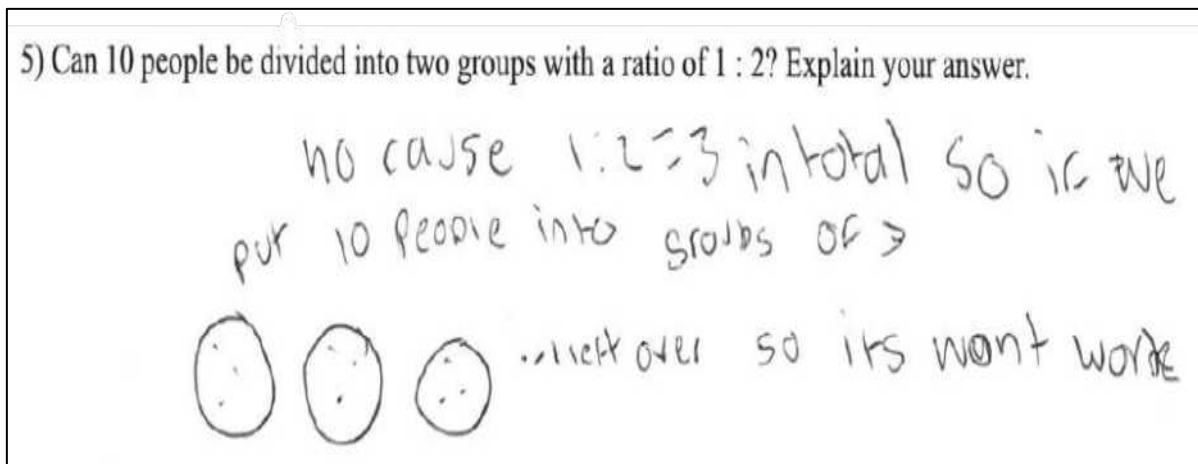 5) Can 10 people be divided into two groups with a ratio of 1 : 2? Explain your answer.
no cause 1:2=3 in total so if we
put 10 people into groups of 3
left over so its wont work